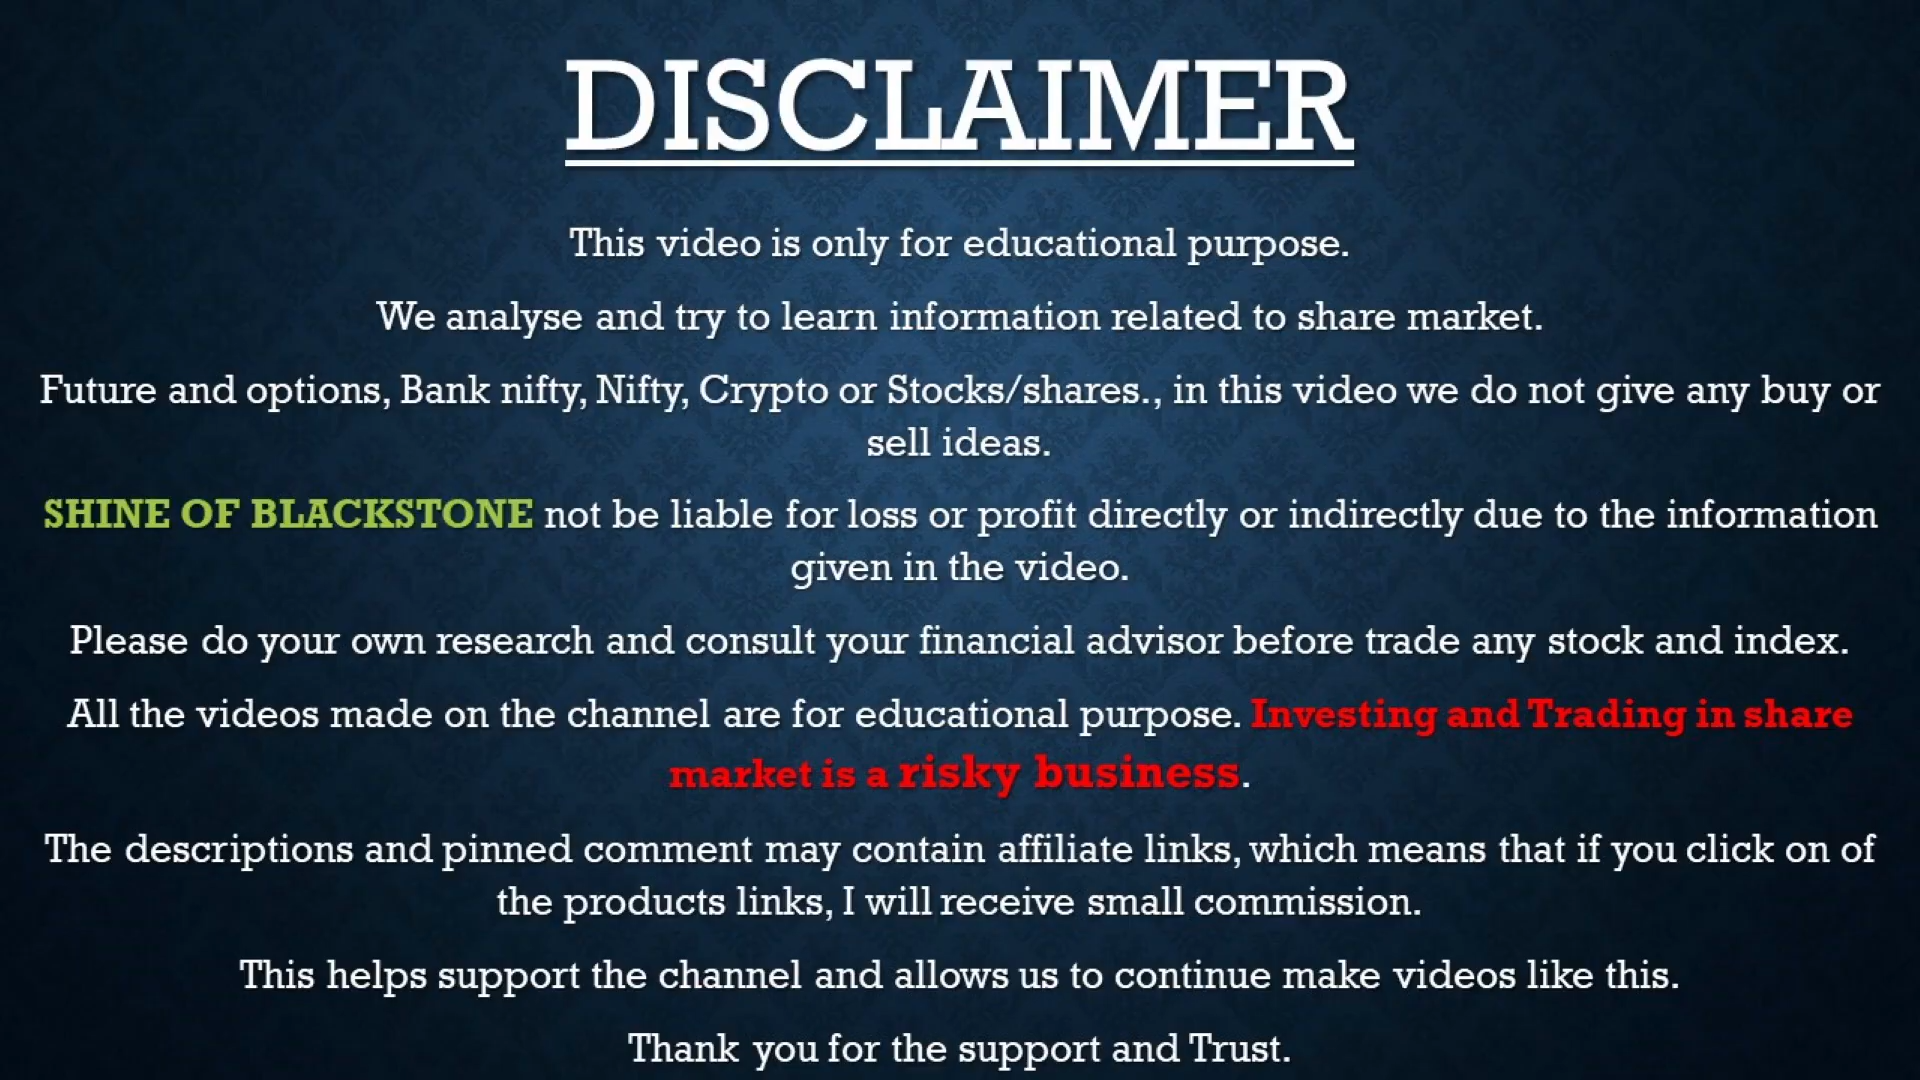 DISCLAIMER
This video is only for educational purpose.
We analyse and try to learn information related to share market.
Future and options, Bank nifty, Nifty, Crypto or Stocks/shares., in this video we do not give any buy or
sell ideas.
SHINE OF BLACKSTONE not be liable for loss or profit directly or indirectly due to the information
given in the video.
Please do your own research and consult your financial advisor before trade any stock and index.
All the videos made on the channel are for educational purpose. Investing and Trading in share
market is a risky business.
The descriptions and pinned comment may contain affiliate links, which means that if you click on of
the products links, I will receive small commission.
This helps support the channel and allows us to continue make videos like this.
Thank you for the support and Trust.